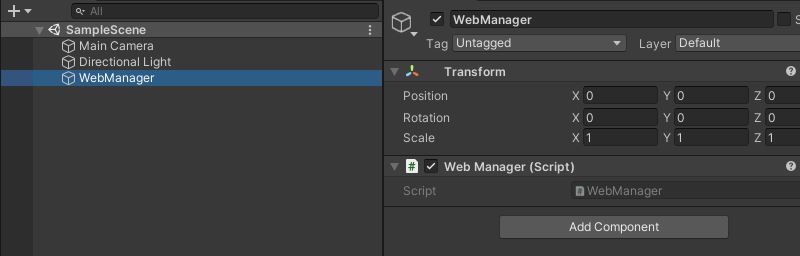 All
SampleScene
Main Camera
Directional Light
WebManager
WebManager
S
Tag Untagged Layer Default
Transform
Position X 0 Y 0 Z 0
Rotation X 0 Y 0 Z 0
Scale X 1 Y 1 Z 1
# Web Manager (Script)
Script # WebManager
Add Component